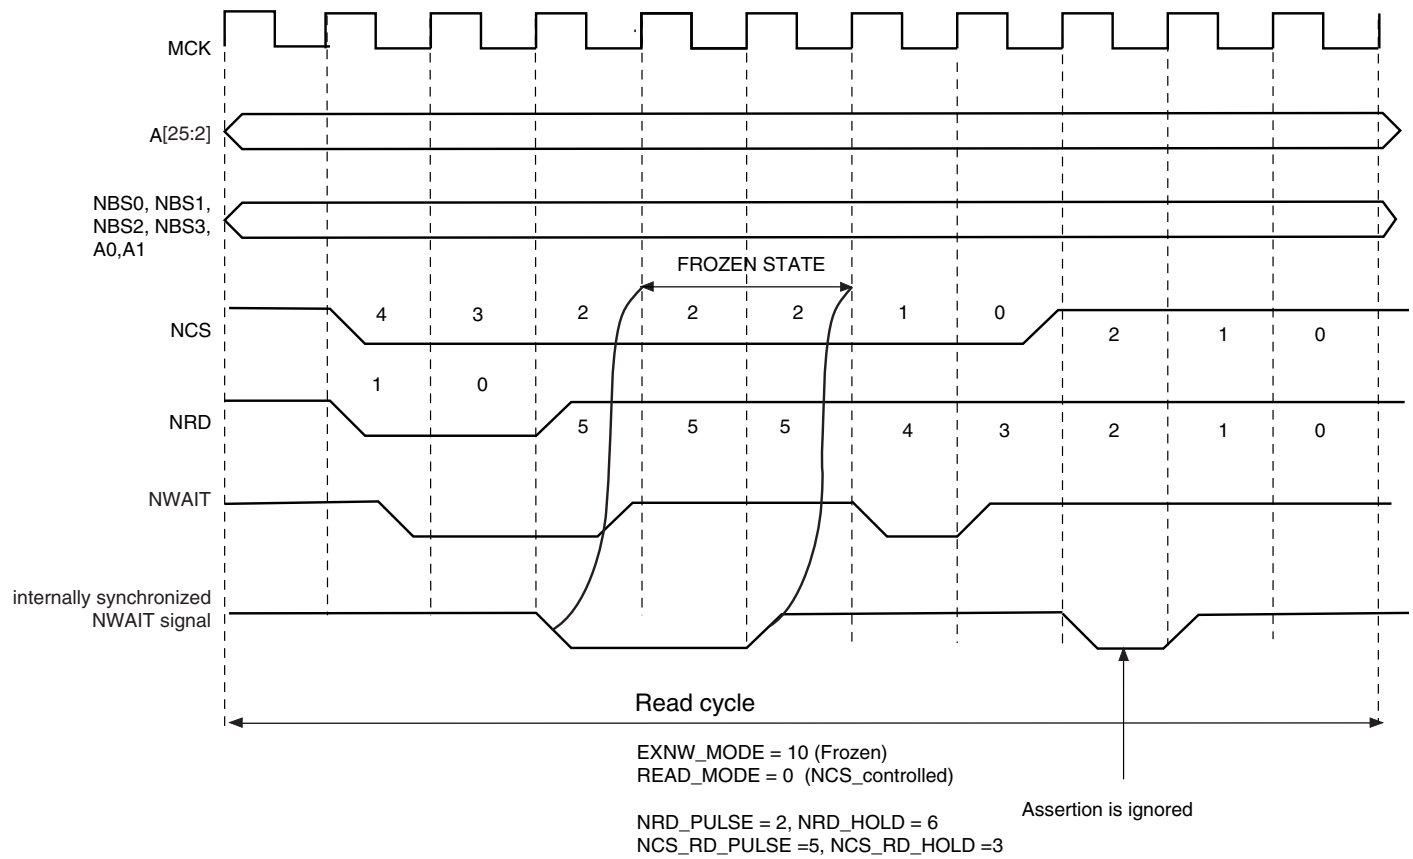 MCK
A[25:2]
NBS0, NBS1,
NBS2, NBS3,
A0,A1
FROZEN STATE
NCS
4 3 2 2 2 1 0
2 1 0
1 0
NRD
5 5 5 4 3 2 1 0
NWAIT
internally synchronized
NWAIT signal
Read cycle
EXNW_MODE = 10 (Frozen)
READ_MODE = 0 (NCS_controlled)
Assertion is ignored
NRD_PULSE = 2, NRD_HOLD = 6
NCS_RD_PULSE =5, NCS_RD_HOLD =3